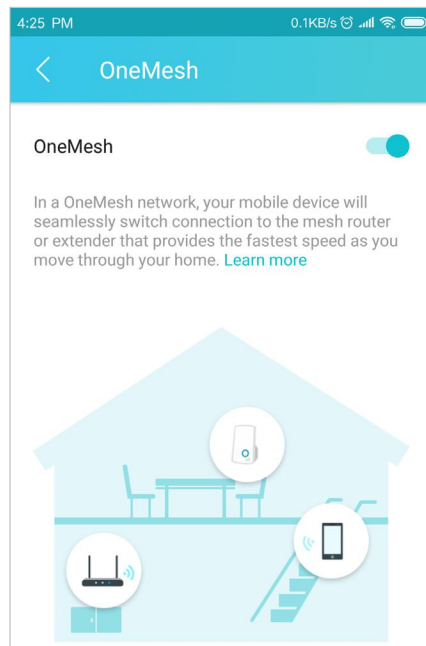 4:25 PM 0.1KB/s
OneMesh
OneMesh
In a OneMesh network, your mobile device will
seamlessly switch connection to the mesh router
or extender that provides the fastest speed as you
move through your home. Learn more